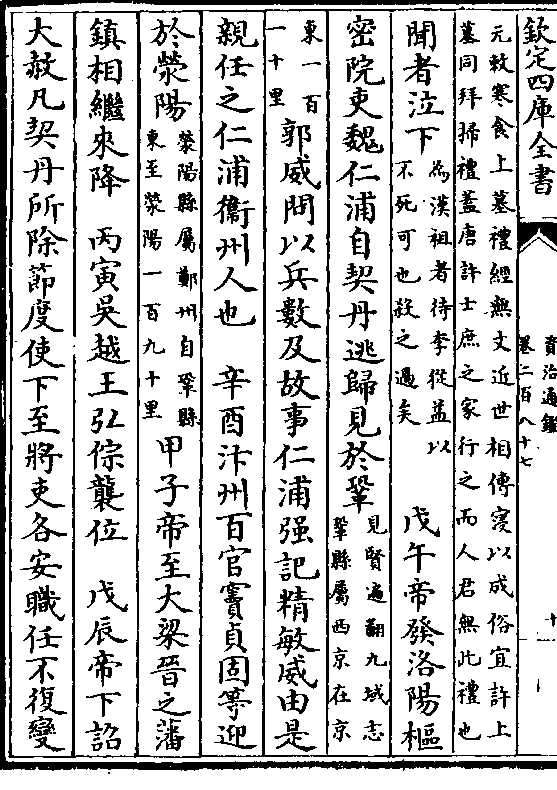 欽定四庫全書
資治通鑑
卷二百八十七
十一
元敕寒食上墓禮經無文近世相傳寖以成俗宜許上
墓同拜掃禮蓋唐許士庶之家行之而人君無此禮也
聞者泣下為漢祖者待李從益以
不死可也殺之過矣戊午帝發洛陽樞
密院吏魏仁浦自契丹逃歸見於鞏見賢遍翻九域志
鞏縣屬西京在京
東一百
一十里郭威問以兵數及故事仁浦强記精敏威由是
親任之仁浦衞州人也 辛酉汴州百官竇貞固等迎
於滎陽滎陽縣屬鄭州自鞏縣
東至滎陽一百九十里甲子帝至大梁晉之藩
鎮相繼來降 丙寅吳越王弘倧襲位 戊辰帝下詔
大赦凡契丹所除節度使下至將吏各安職任不復變